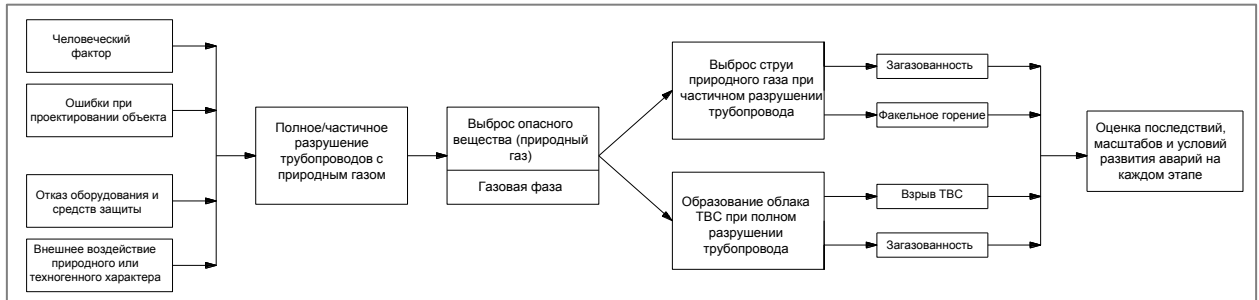 Человеческий
фактор
Ошибки при
проектировании объекта
Отказ оборудования и
средств защиты
Внешнее воздействие
природного или
техногенного характера
Полное/частичное
разрушение
трубопроводов с
природным газом
Выброс опасного
вещества (природный
газ)
Газовая фаза
Выброс струи
природного газа при
частичном разрушении
трубопровода
Образование облака
ТВС при полном
разрушении
трубопровода
Загазованность
Факельное горение
Взрыв ТВС
Загазованность
Оценка последствий,
масштабов и условий
развития аварий на
каждом этапе